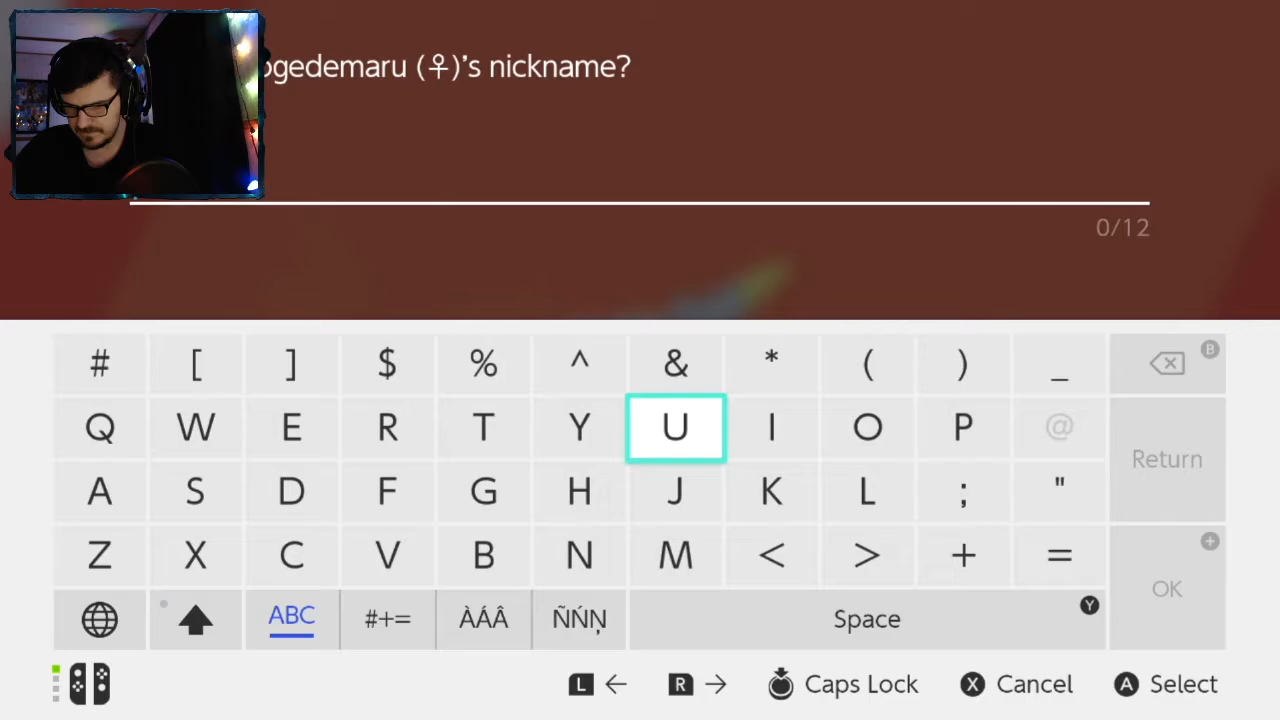 ogedemaru (♀)'s nickname?
0/12
# [ ] $ % ^ & * ( ) _ B
Q W E R T Y U I O P @ Return
A S D F G H J K L ; "
Z X C V B N M < > + = + OK
ABC #+= ÀÁÂ ÑŃŅ Space Y
L ← R → Caps Lock X Cancel A Select